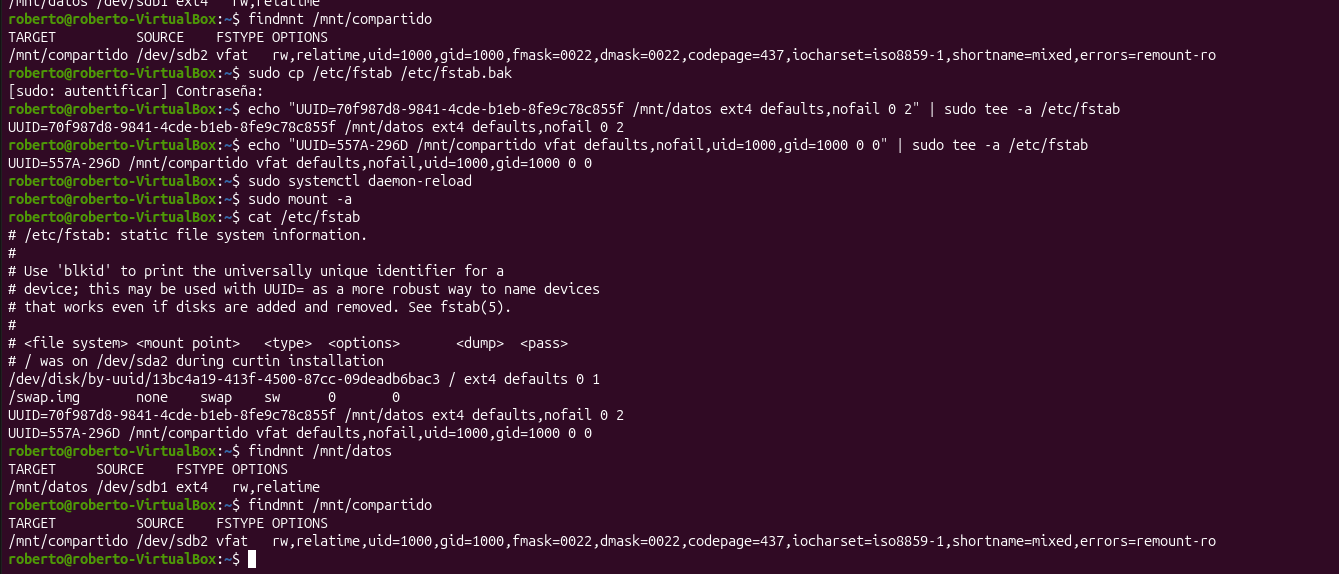 /mnt/datos /dev/sdb1 ext4   rw,relatime
roberto@roberto-VirtualBox:~$ findmnt /mnt/compartido
TARGET          SOURCE    FSTYPE OPTIONS
/mnt/compartido /dev/sdb2 vfat   rw,relatime,uid=1000,gid=1000,fmask=0022,dmask=0022,codepage=437,iocharset=iso8859-1,shortname=mixed,errors=remount-ro
roberto@roberto-VirtualBox:~$ sudo cp /etc/fstab /etc/fstab.bak
[sudo: autentificar] Contraseña:
roberto@roberto-VirtualBox:~$ echo "UUID=70f987d8-9841-4cde-b1eb-8fe9c78c855f /mnt/datos ext4 defaults,nofail 0 2" | sudo tee -a /etc/fstab
UUID=70f987d8-9841-4cde-b1eb-8fe9c78c855f /mnt/datos ext4 defaults,nofail 0 2
roberto@roberto-VirtualBox:~$ echo "UUID=557A-296D /mnt/compartido vfat defaults,nofail,uid=1000,gid=1000 0 0" | sudo tee -a /etc/fstab
UUID=557A-296D /mnt/compartido vfat defaults,nofail,uid=1000,gid=1000 0 0
roberto@roberto-VirtualBox:~$ sudo systemctl daemon-reload
roberto@roberto-VirtualBox:~$ sudo mount -a
roberto@roberto-VirtualBox:~$ cat /etc/fstab
# /etc/fstab: static file system information.
#
# Use 'blkid' to print the universally unique identifier for a
# device; this may be used with UUID= as a more robust way to name devices
# that works even if disks are added and removed. See fstab(5).
#
# <file system> <mount point>   <type>  <options>       <dump>  <pass>
# / was on /dev/sda2 during curtin installation
/dev/disk/by-uuid/13bc4a19-413f-4500-87cc-09deadb6bac3 / ext4 defaults 0 1
/swap.img       none    swap    sw      0       0
UUID=70f987d8-9841-4cde-b1eb-8fe9c78c855f /mnt/datos ext4 defaults,nofail 0 2
UUID=557A-296D /mnt/compartido vfat defaults,nofail,uid=1000,gid=1000 0 0
roberto@roberto-VirtualBox:~$ findmnt /mnt/datos
TARGET     SOURCE    FSTYPE OPTIONS
/mnt/datos /dev/sdb1 ext4   rw,relatime
roberto@roberto-VirtualBox:~$ findmnt /mnt/compartido
TARGET          SOURCE    FSTYPE OPTIONS
/mnt/compartido /dev/sdb2 vfat   rw,relatime,uid=1000,gid=1000,fmask=0022,dmask=0022,codepage=437,iocharset=iso8859-1,shortname=mixed,errors=remount-ro
roberto@roberto-VirtualBox:~$